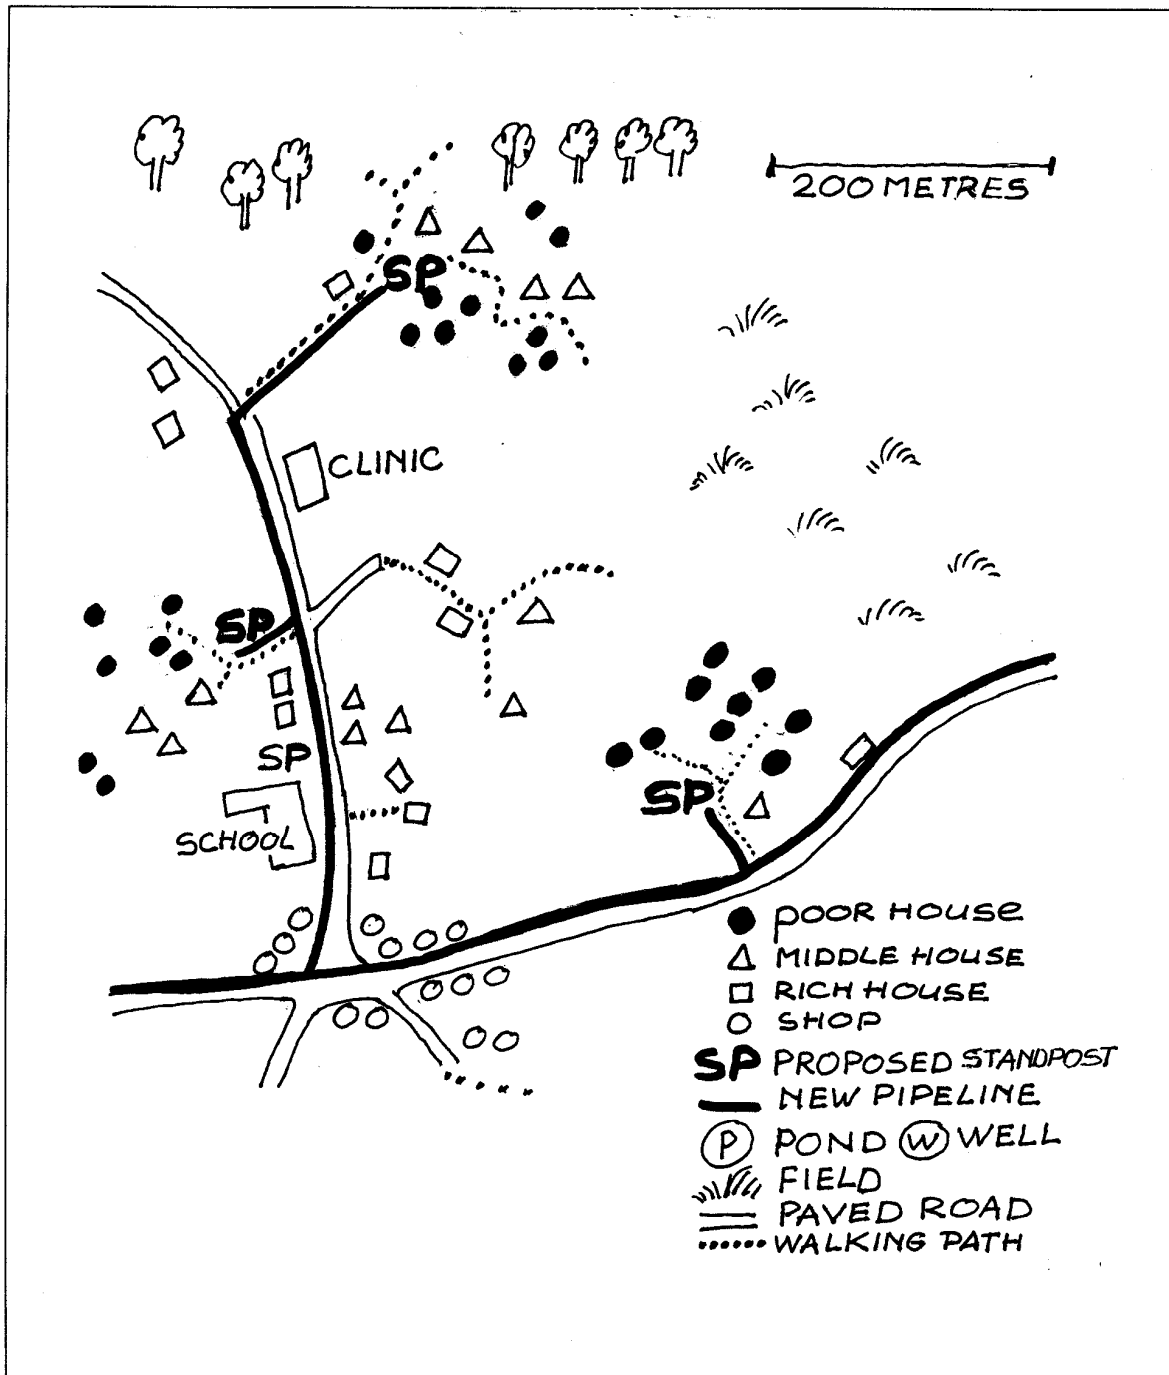 200 METRES
SP
CLINIC
SP
SP
SP
SCHOOL
POOR HOUSE
MIDDLE HOUSE
RICH HOUSE
SHOP
SP PROPOSED STANDPOST
NEW PIPELINE
P POND W WELL
FIELD
PAVED ROAD
WALKING PATH